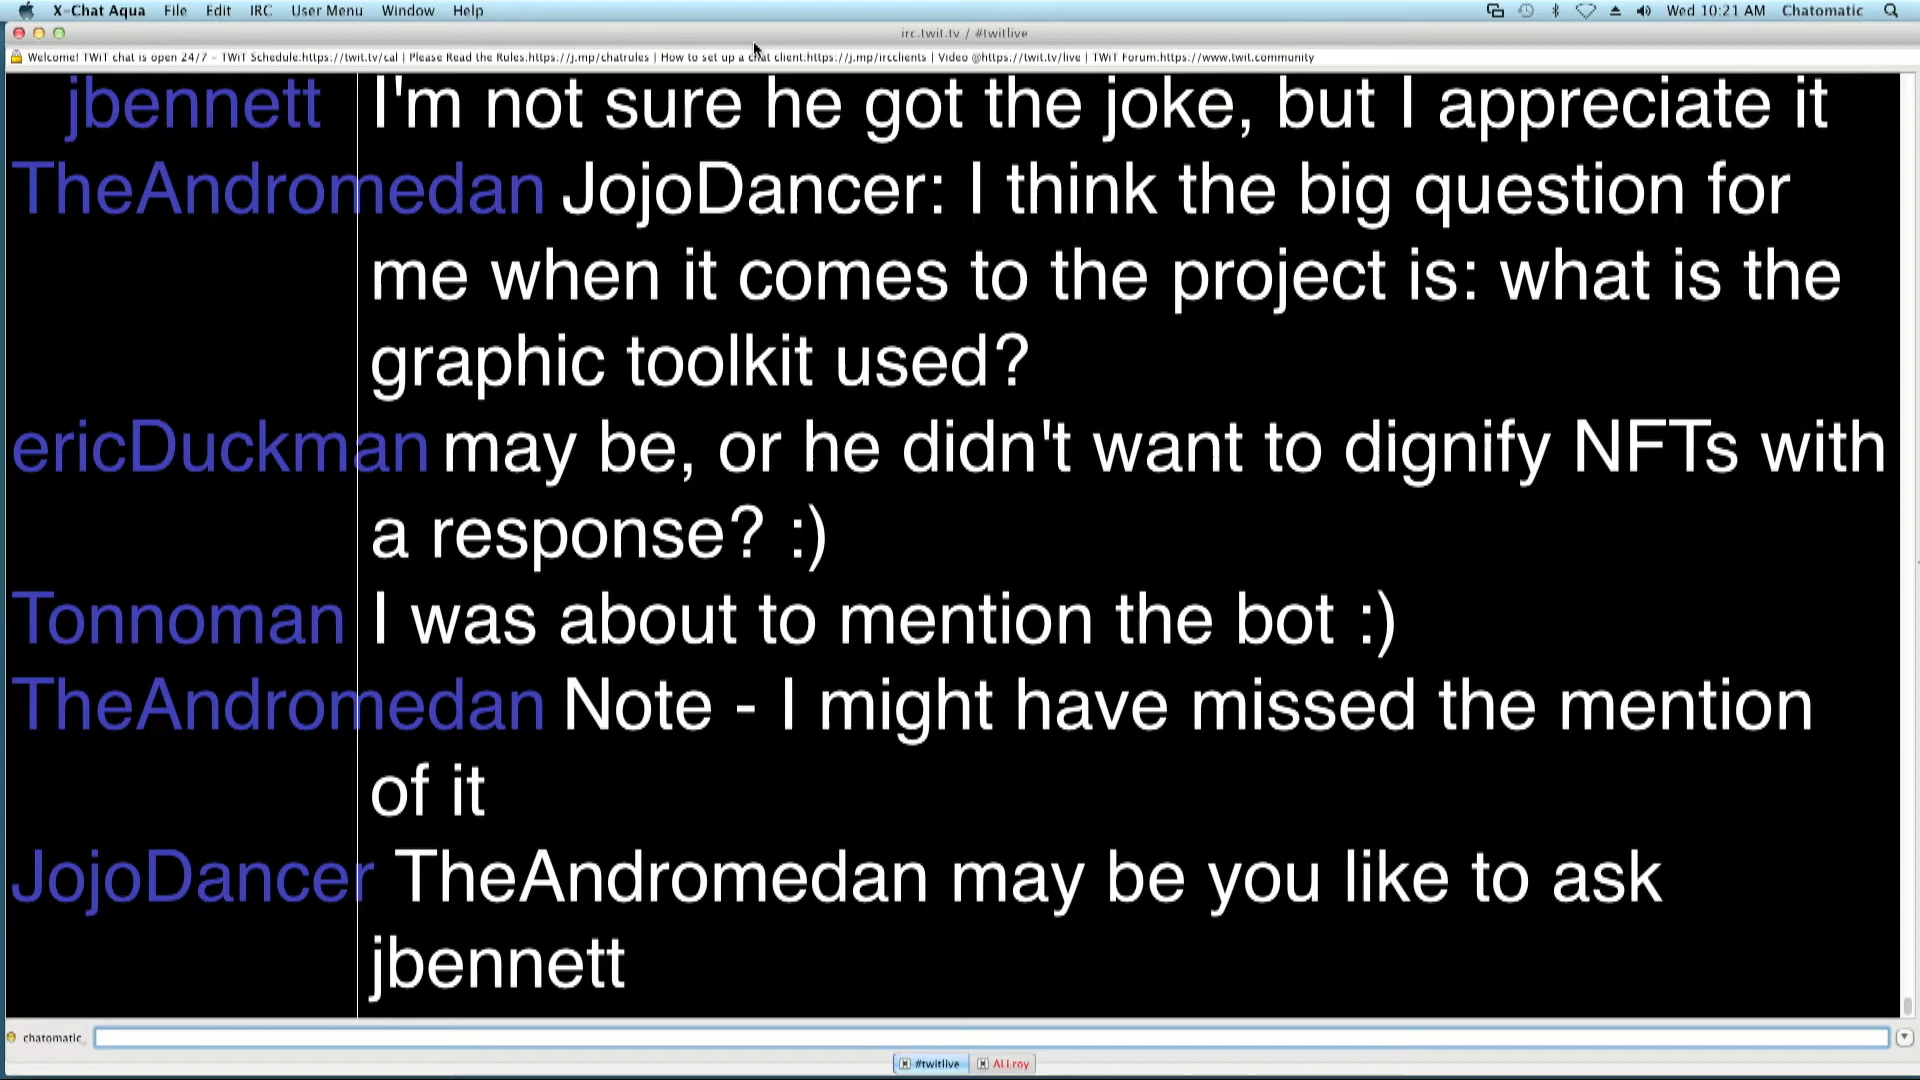 X-Chat Aqua File Edit IRC User Menu Window Help Wed 10:21 AM Chatomatic
irc.twit.tv / #twitlive
Welcome! TWiT chat is open 24/7 - TWiT Schedule:https://twit.tv/cal | Please Read the Rules:https://j.mp/chatrules | How to set up a chat client:https://j.mp/ircclients | Video @https://twit.tv/live | TWiT Forum:https://www.twit.community
jbennett I'm not sure he got the joke, but I appreciate it
TheAndromedan JojoDancer: I think the big question for
me when it comes to the project is: what is the
graphic toolkit used?
ericDuckman may be, or he didn't want to dignify NFTs with
a response? :)
Tonnoman I was about to mention the bot :)
TheAndromedan Note - I might have missed the mention
of it
JojoDancer TheAndromedan may be you like to ask
jbennett
chatomatic
#twitlive ALLroy